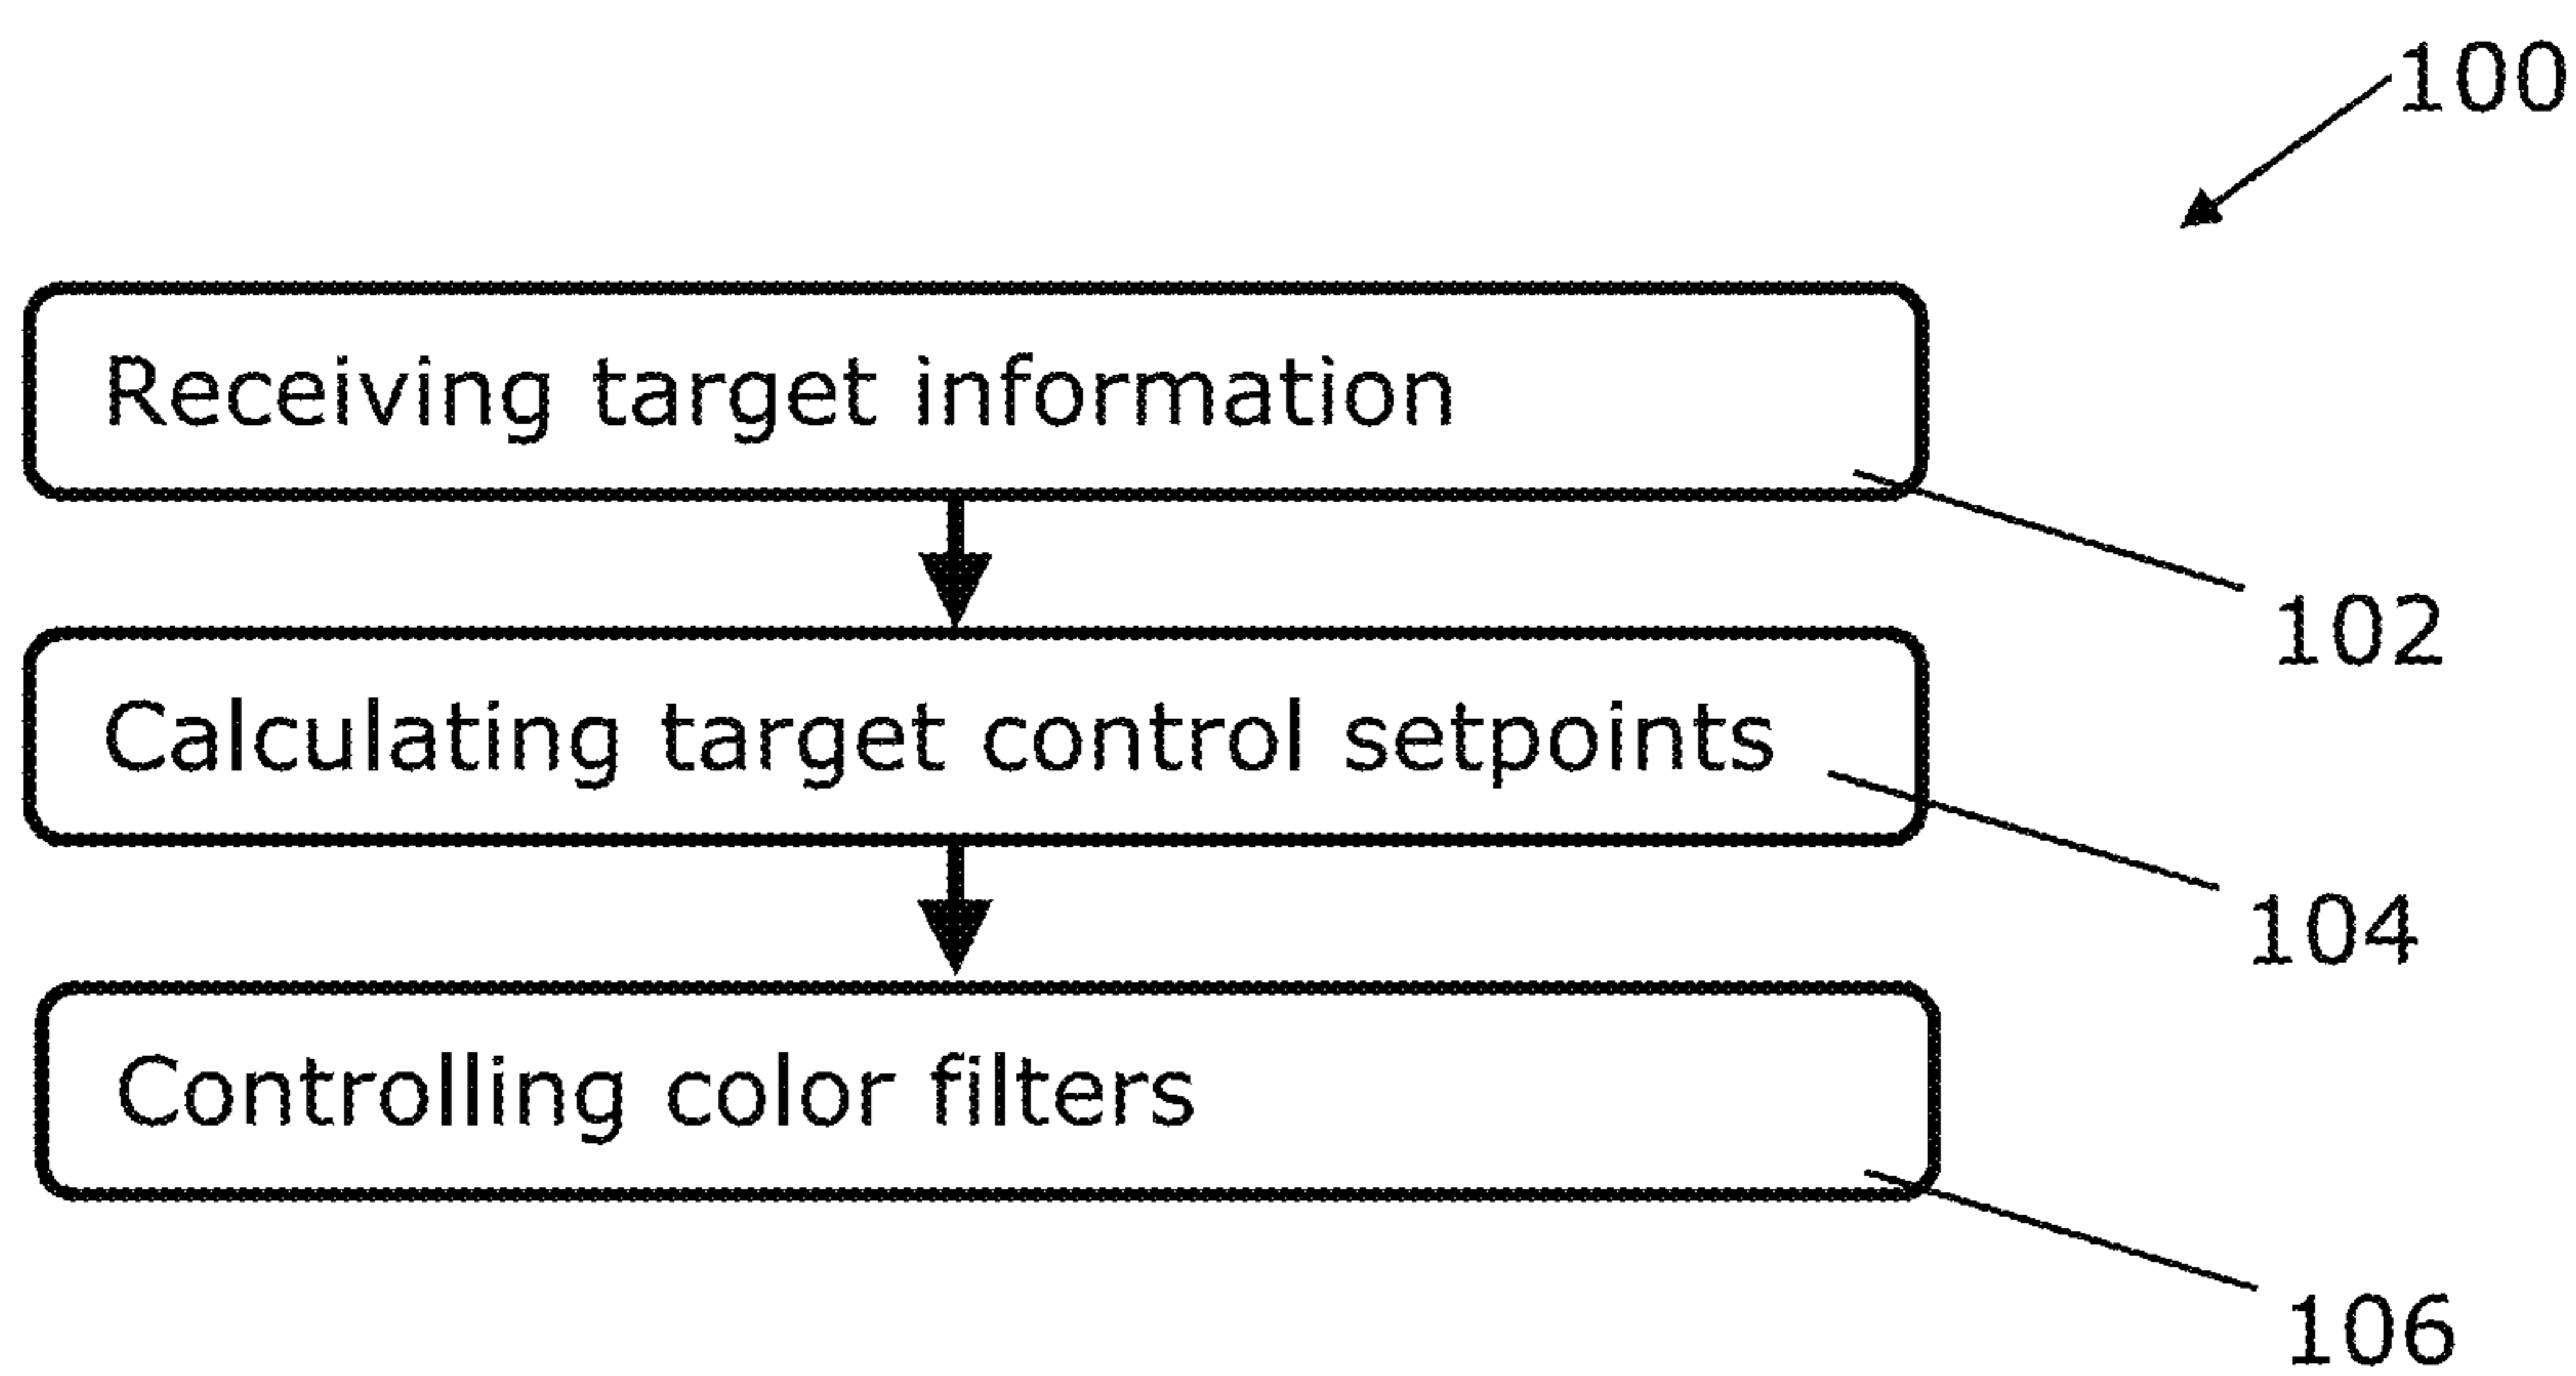 100
Receiving target information
102
Calculating target control setpoints
104
Controlling color filters
106